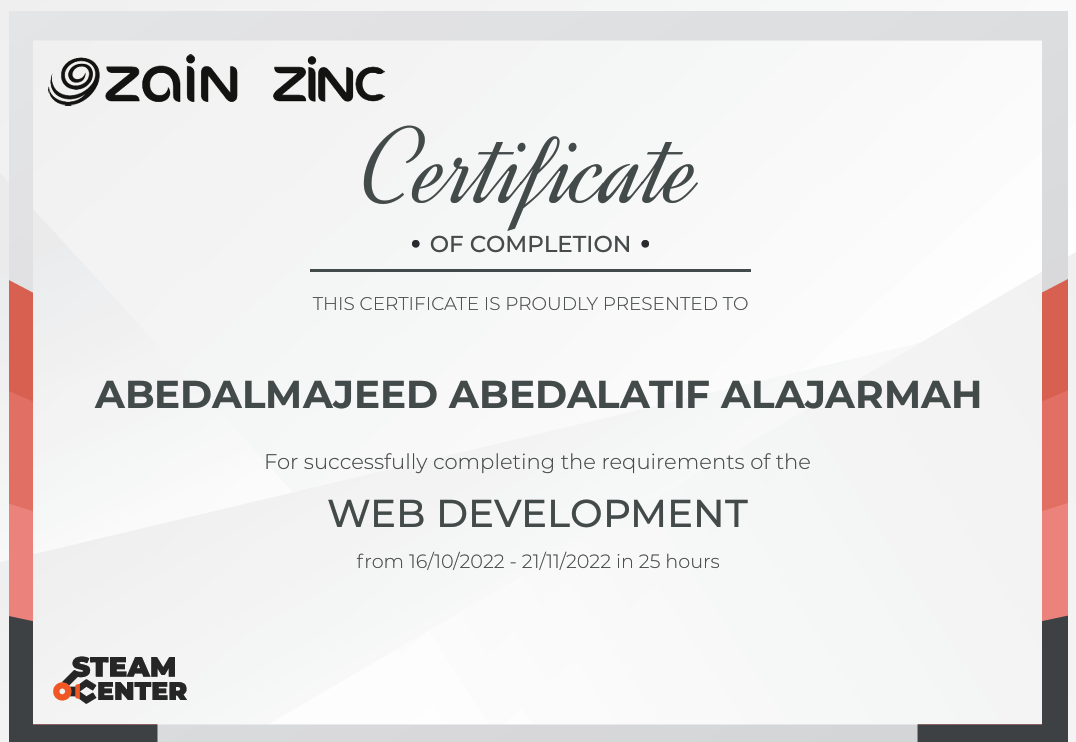 zain ZINC
Certificate
• OF COMPLETION •
THIS CERTIFICATE IS PROUDLY PRESENTED TO
ABEDALMAJEED ABEDALATIF ALAJARMAH
For successfully completing the requirements of the
WEB DEVELOPMENT
from 16/10/2022 - 21/11/2022 in 25 hours
STEAM
CENTER